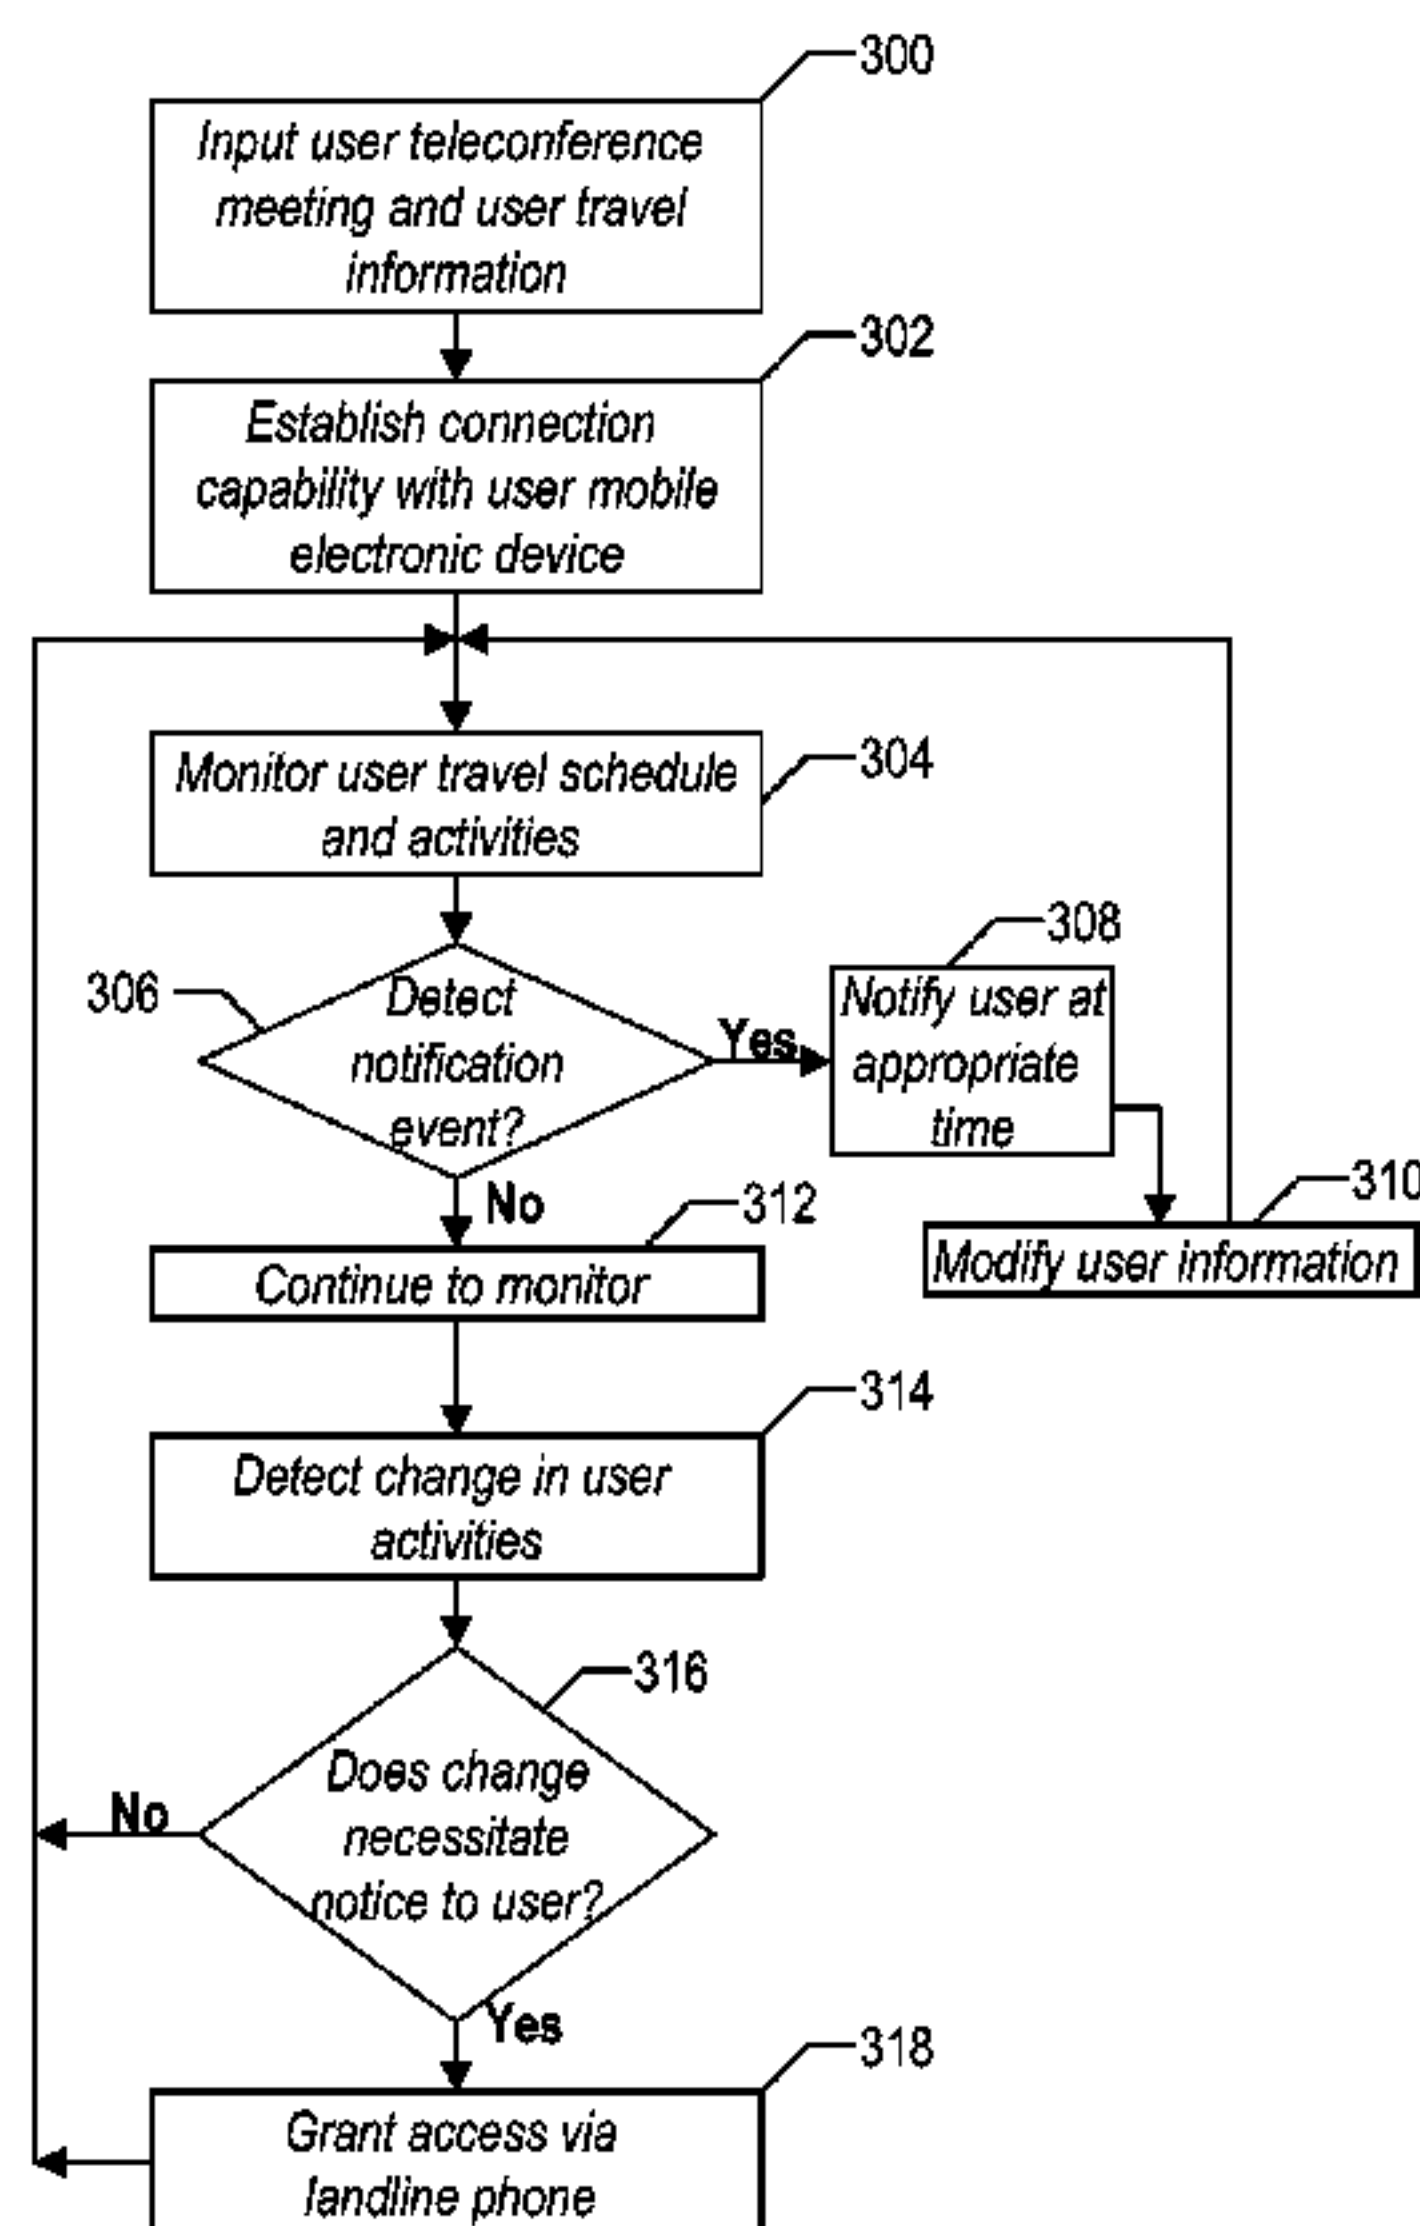 300
Input user teleconference
meeting and user travel
information
302
Establish connection
capability with user mobile
electronic device
304
Monitor user travel schedule
and activities
306
Detect
notification
event?
Yes
308
Notify user at
appropriate
time
310
Modify user information
No
312
Continue to monitor
314
Detect change in user
activities
316
Does change
necessitate
notice to user?
No
Yes
318
Grant access via
landline phone